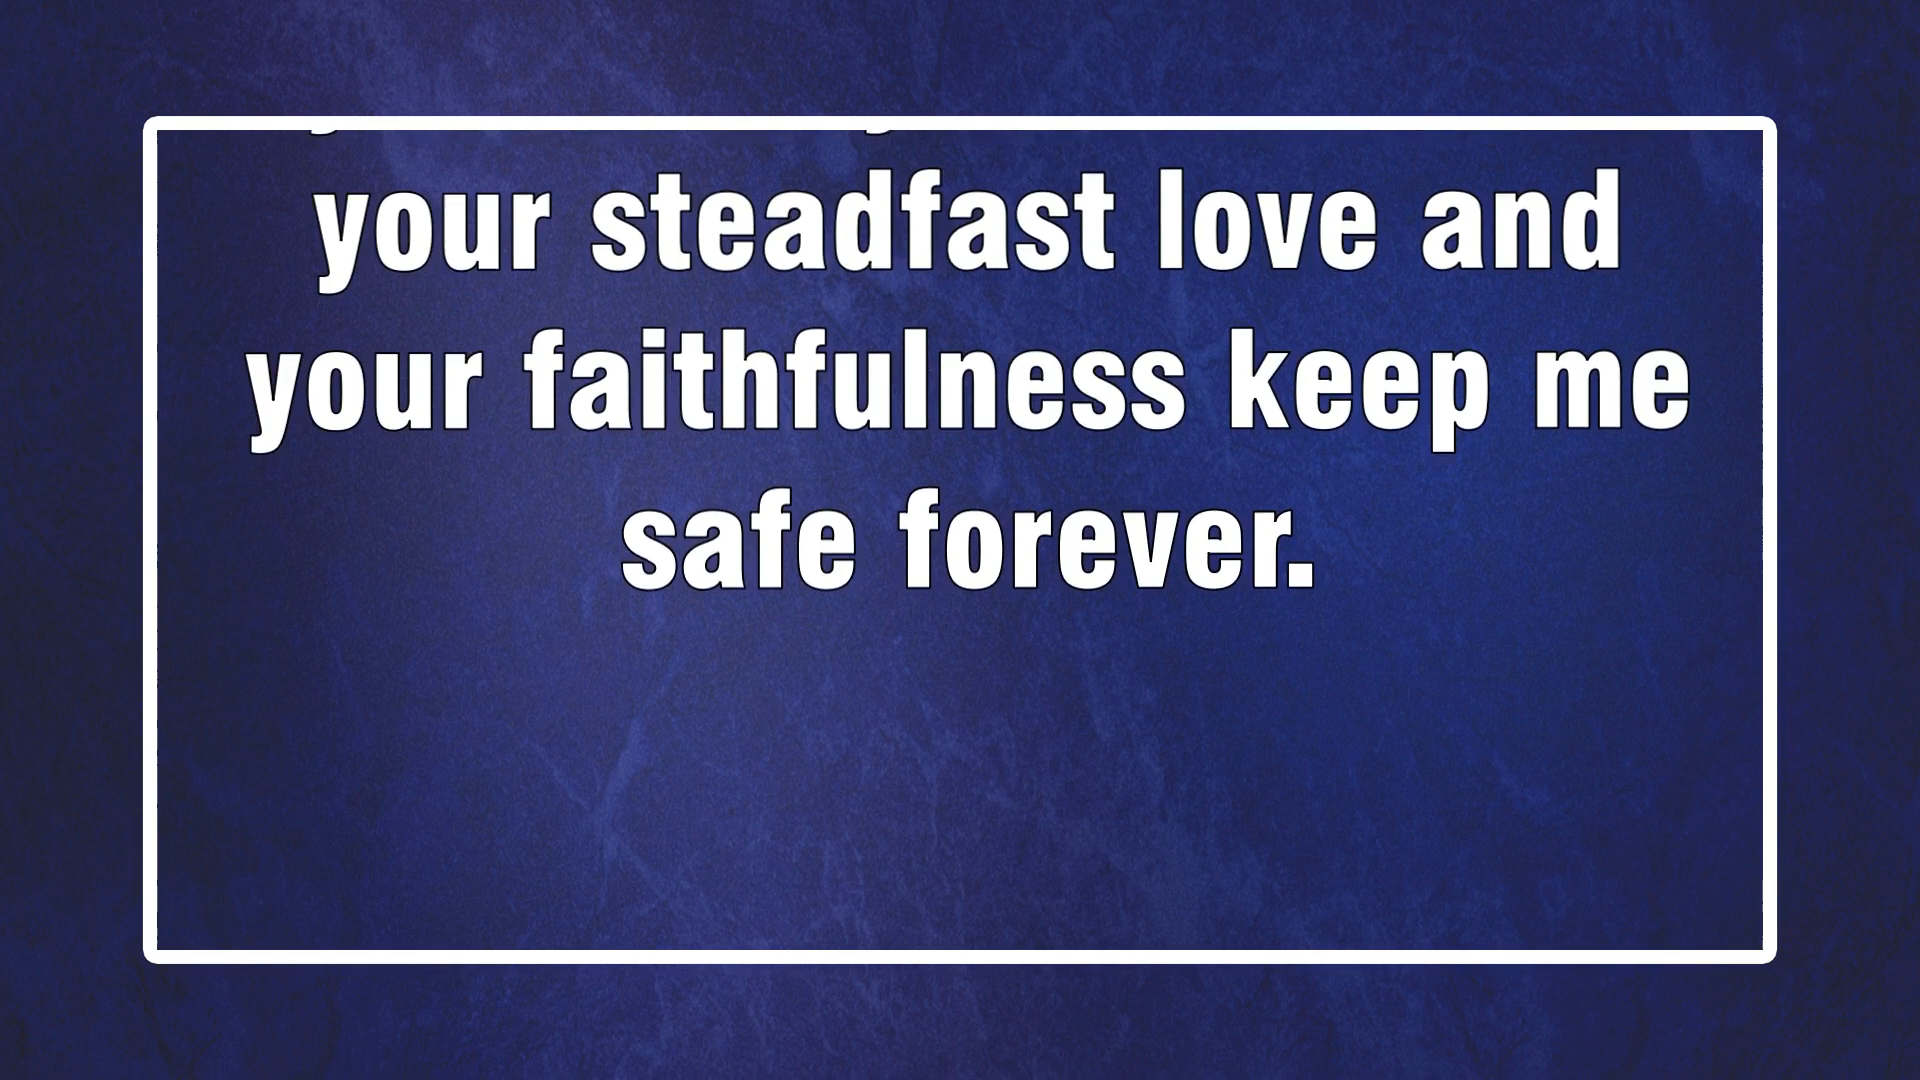 your steadfast love and
your faithfulness keep me
safe forever.